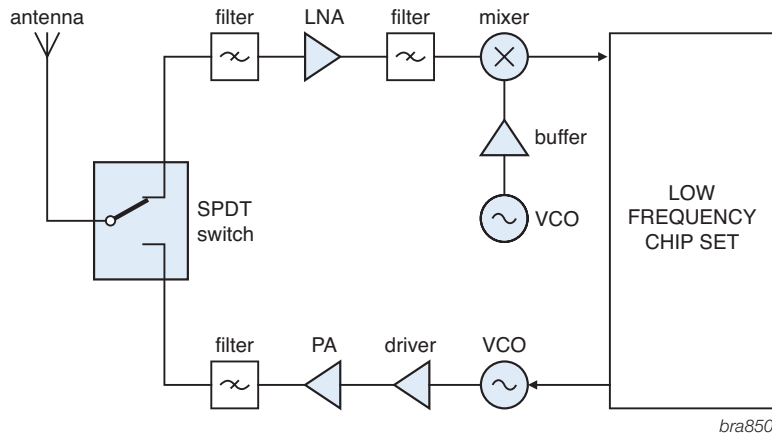 antenna
filter
LNA
filter
mixer
buffer
VCO
SPDT
switch
LOW
FREQUENCY
CHIP SET
filter
PA
driver
VCO
bra850